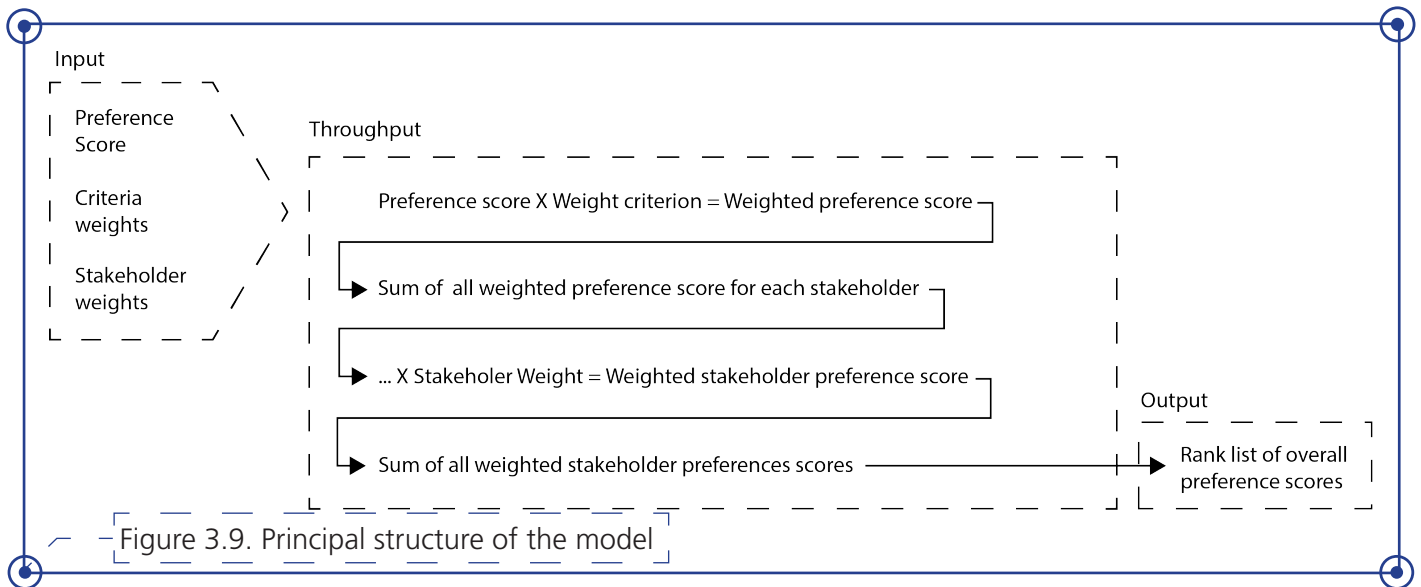 Input
Preference
Score
Criteria
weights
Stakeholder
weights
Throughput
Preference score X Weight criterion = Weighted preference score
Sum of all weighted preference score for each stakeholder
... X Stakeholer Weight = Weighted stakeholder preference score
Sum of all weighted stakeholder preferences scores
Output
Rank list of overall
preference scores
Figure 3.9. Principal structure of the model